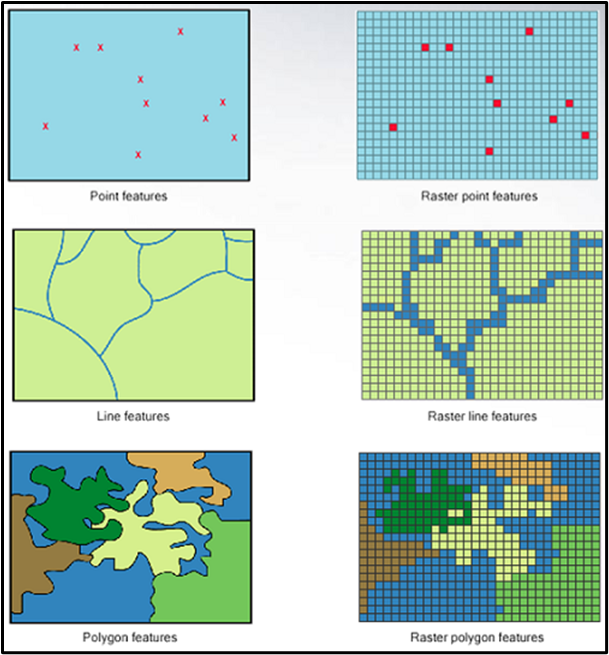 Point features
Raster point features
Line features
Raster line features
Polygon features
Raster polygon features